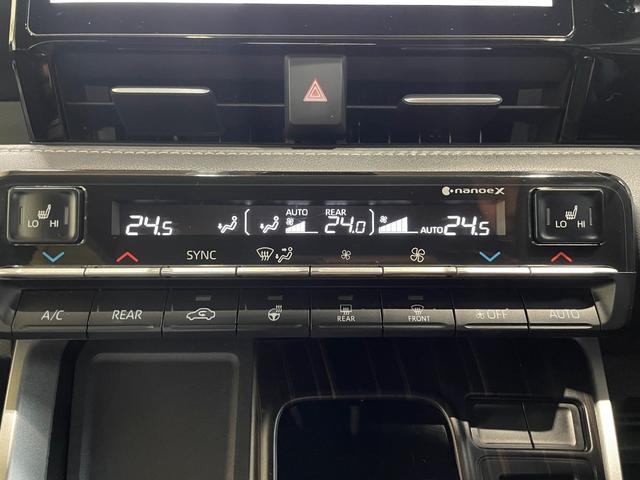 nanoeX
LO HI
24.5 AUTO REAR 24.0 AUTO 24.5
LO HI
SYNC
A/C REAR REAR FRONT OFF AUTO